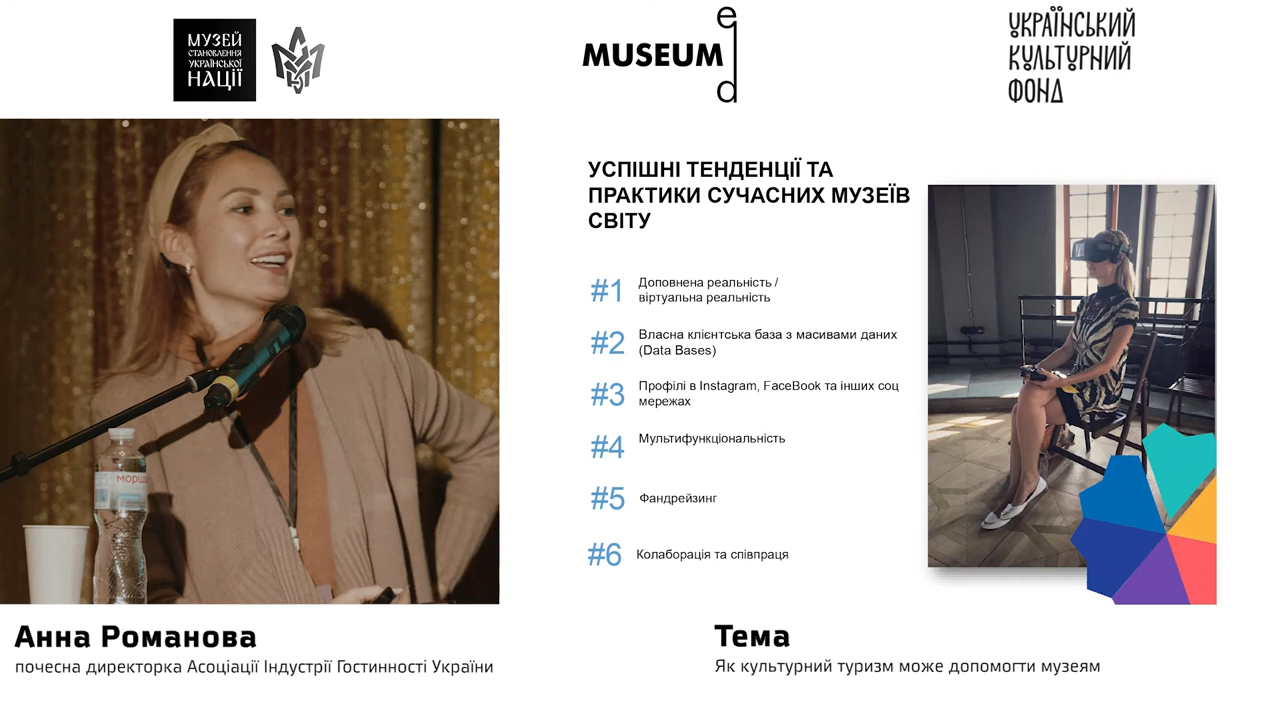 МУЗЕЙ
СТАНОВЛЕННЯ
УКРАЇНСЬКОЇ
НАЦІЇ
MUSEUM
ed
УКРАЇНСЬКИЙ
КУЛЬТУРНИЙ
ФОНД
УСПІШНІ ТЕНДЕНЦІЇ ТА
ПРАКТИКИ СУЧАСНИХ МУЗЕЇВ
СВІТУ
#1 Доповнена реальність /
віртуальна реальність
#2 Власна клієнтська база з масивами даних
(Data Bases)
#3 Профілі в Instagram, FaceBook та інших соц
мережах
#4 Мультифункціональність
#5 Фандрейзинг
#6 Колаборація та співпраця
Анна Романова
почесна директорка Асоціації Індустрії Гостинності України
Тема
Як культурний туризм може допомогти музеям